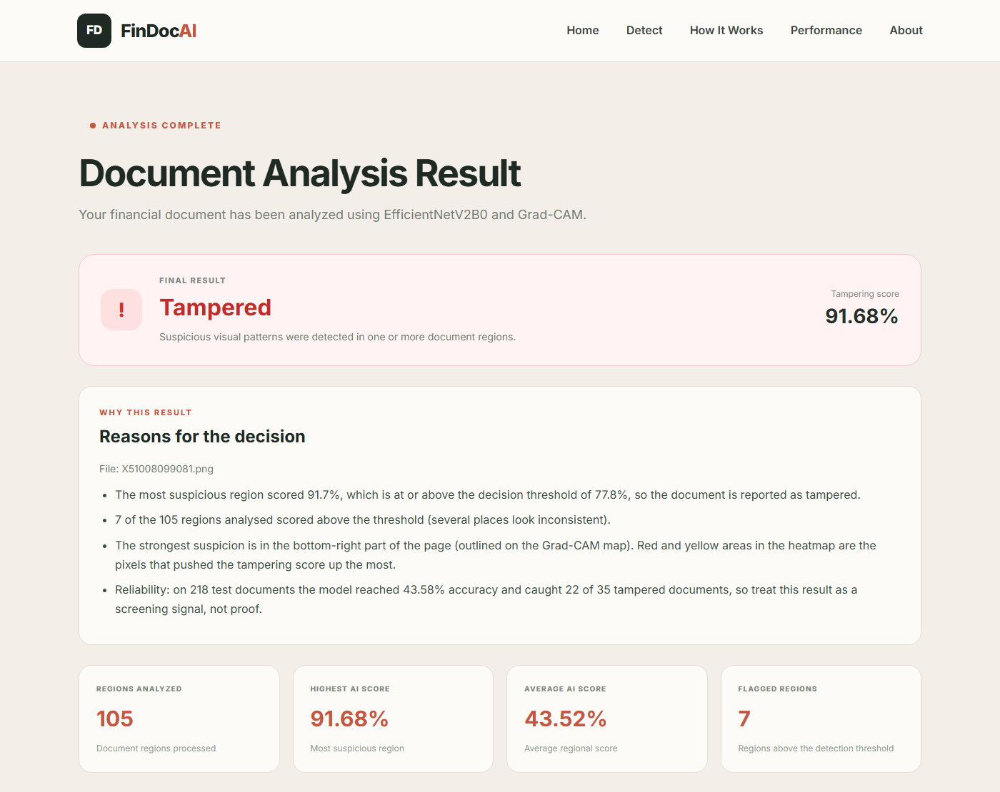 FD
FinDocAI
Home
Detect
How It Works
Performance
About
ANALYSIS COMPLETE
Document Analysis Result
Your financial document has been analyzed using EfficientNetV2B0 and Grad-CAM.
!
FINAL RESULT
Tampered
Suspicious visual patterns were detected in one or more document regions.
Tampering score
91.68%
WHY THIS RESULT
Reasons for the decision
File: X51008099081.png
• The most suspicious region scored 91.7%, which is at or above the decision threshold of 77.8%, so the document is reported as tampered.
• 7 of the 105 regions analysed scored above the threshold (several places look inconsistent).
• The strongest suspicion is in the bottom-right part of the page (outlined on the Grad-CAM map). Red and yellow areas in the heatmap are the
pixels that pushed the tampering score up the most.
• Reliability: on 218 test documents the model reached 43.58% accuracy and caught 22 of 35 tampered documents, so treat this result as a
screening signal, not proof.
REGIONS ANALYZED
105
Document regions processed
HIGHEST AI SCORE
91.68%
Most suspicious region
AVERAGE AI SCORE
43.52%
Average regional score
FLAGGED REGIONS
7
Regions above the detection threshold